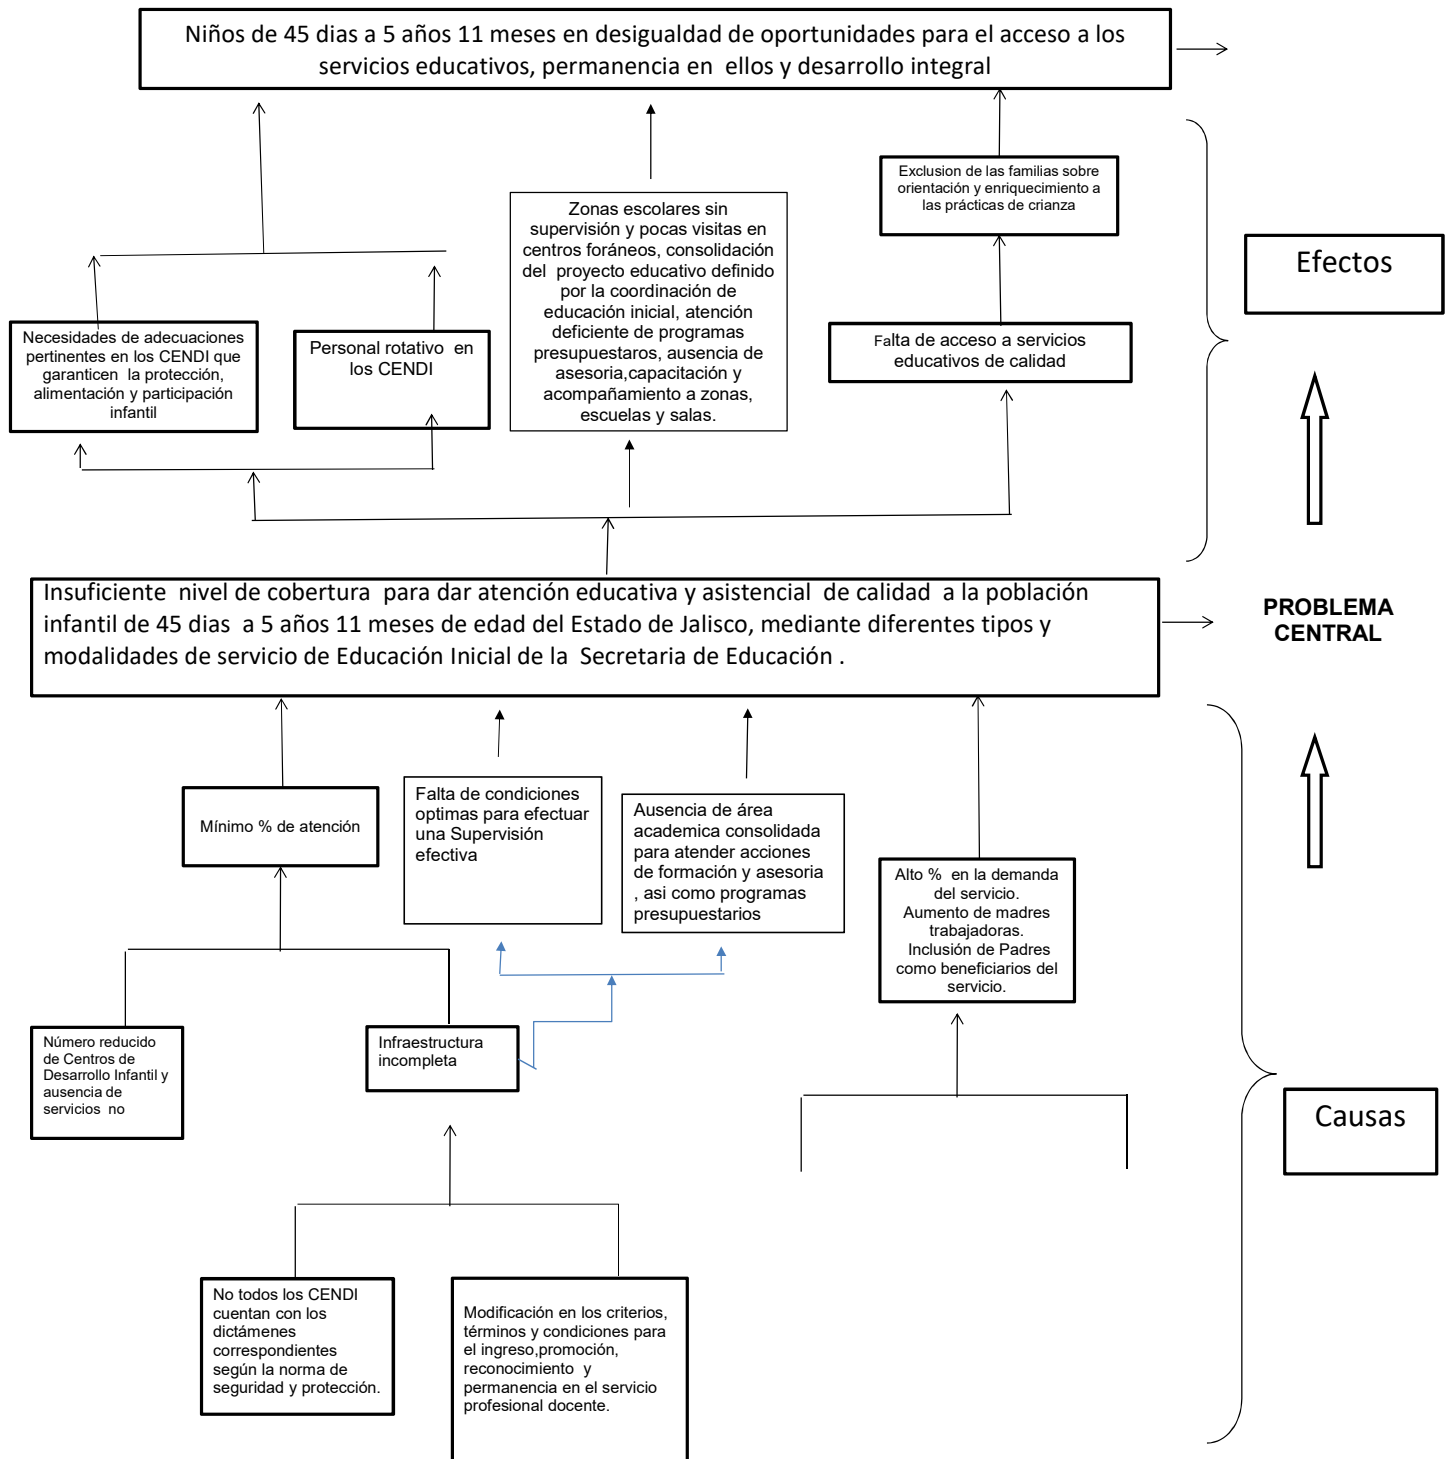 Niños de 45 dias a 5 años 11 meses en desigualdad de oportunidades para el acceso a los
servicios educativos, permanencia en ellos y desarrollo integral
Exclusion de las familias sobre
orientación y enriquecimiento a
las prácticas de crianza
Zonas escolares sin
supervisión y pocas visitas en
centros foráneos, consolidación
del proyecto educativo definido
por la coordinación de
educación inicial, atención
deficiente de programas
presupuestaros, ausencia de
asesoria,capacitación y
acompañamiento a zonas,
escuelas y salas.
Efectos
Necesidades de adecuaciones
pertinentes en los CENDI que
garanticen la protección,
alimentación y participación
infantil
Personal rotativo en
los CENDI
Falta de acceso a servicios
educativos de calidad
Insuficiente nivel de cobertura para dar atención educativa y asistencial de calidad a la población
infantil de 45 dias a 5 años 11 meses de edad del Estado de Jalisco, mediante diferentes tipos y
modalidades de servicio de Educación Inicial de la Secretaria de Educación .
PROBLEMA
CENTRAL
Mínimo % de atención
Falta de condiciones
optimas para efectuar
una Supervisión
efectiva
Ausencia de área
academica consolidada
para atender acciones
de formación y asesoria
, asi como programas
presupuestarios
Alto % en la demanda
del servicio.
Aumento de madres
trabajadoras.
Inclusión de Padres
como beneficiarios del
servicio.
Número reducido
de Centros de
Desarrollo Infantil y
ausencia de
servicios no
Infraestructura
incompleta
Causas
No todos los CENDI
cuentan con los
dictámenes
correspondientes
según la norma de
seguridad y protección.
Modificación en los criterios,
términos y condiciones para
el ingreso,promoción,
reconocimiento y
permanencia en el servicio
profesional docente.